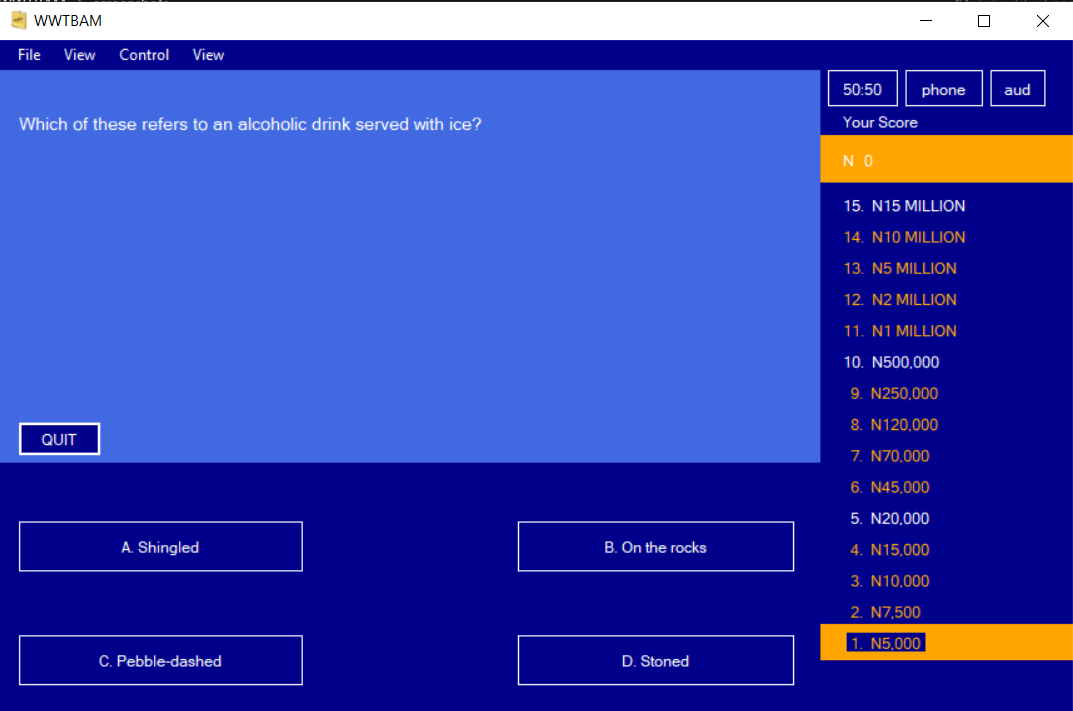 WWTBAM
File View Control View
50:50 phone aud
Your Score
N 0
Which of these refers to an alcoholic drink served with ice?
15. N15 MILLION
14. N10 MILLION
13. N5 MILLION
12. N2 MILLION
11. N1 MILLION
10. N500,000
9. N250,000
8. N120,000
7. N70,000
6. N45,000
5. N20,000
4. N15,000
3. N10,000
2. N7,500
1. N5,000
QUIT
A. Shingled
B. On the rocks
C. Pebble-dashed
D. Stoned